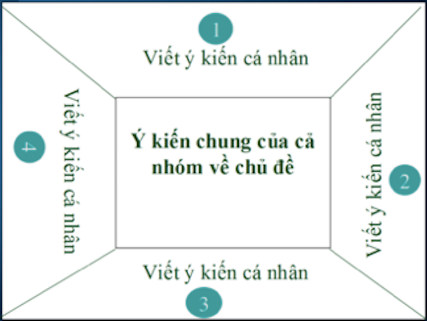 1
Viết ý kiến cá nhân
Ý kiến chung của cả
nhóm về chủ đề
Viết ý kiến cá nhân
2
Viết ý kiến cá nhân
3
Viết ý kiến cá nhân
4